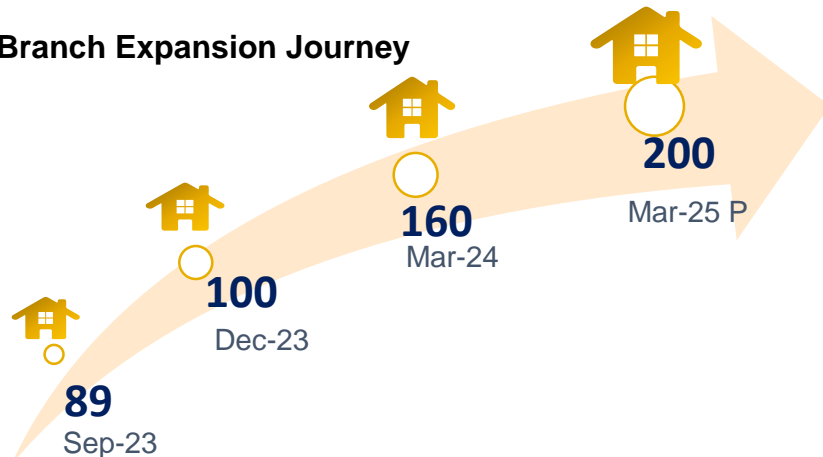 Branch Expansion Journey
200
Mar-25 P
160
Mar-24
100
Dec-23
89
Sep-23